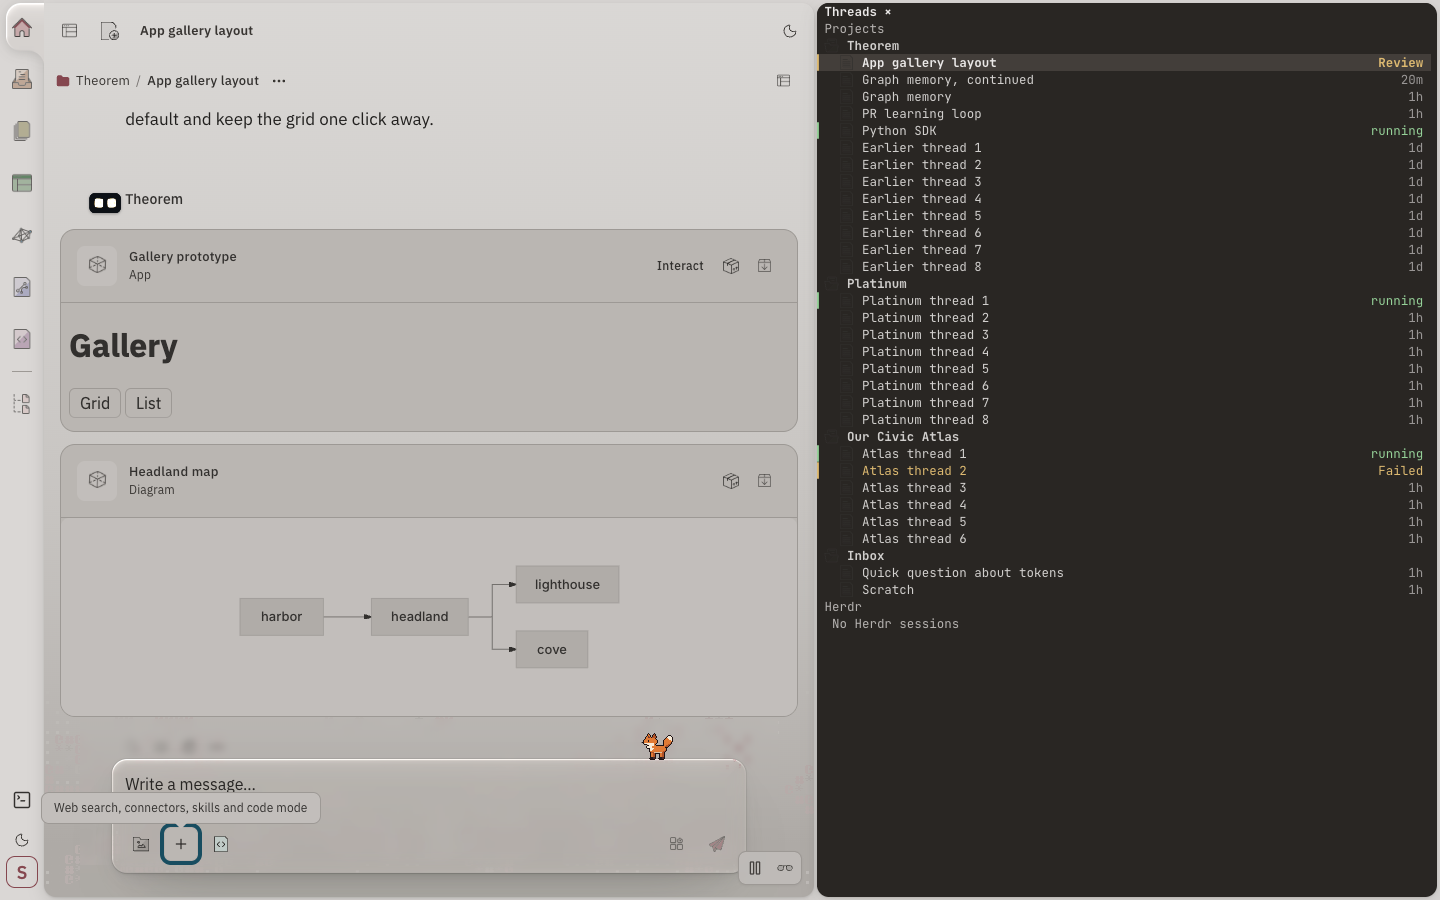 App gallery layout
Theorem / App gallery layout ...
default and keep the grid one click away.
Theorem
Gallery prototype
App
Interact
Gallery
Grid
List
Headland map
Diagram
harbor
headland
lighthouse
cove
Write a message...
Web search, connectors, skills and code mode
S
Threads ×
Projects
Theorem
App gallery layout Review
Graph memory, continued 20m
Graph memory 1h
PR learning loop 1h
Python SDK running
Earlier thread 1 1d
Earlier thread 2 1d
Earlier thread 3 1d
Earlier thread 4 1d
Earlier thread 5 1d
Earlier thread 6 1d
Earlier thread 7 1d
Earlier thread 8 1d
Platinum
Platinum thread 1 running
Platinum thread 2 1h
Platinum thread 3 1h
Platinum thread 4 1h
Platinum thread 5 1h
Platinum thread 6 1h
Platinum thread 7 1h
Platinum thread 8 1h
Our Civic Atlas
Atlas thread 1 running
Atlas thread 2 Failed
Atlas thread 3 1h
Atlas thread 4 1h
Atlas thread 5 1h
Atlas thread 6 1h
Inbox
Quick question about tokens 1h
Scratch 1h
Herdr
No Herdr sessions